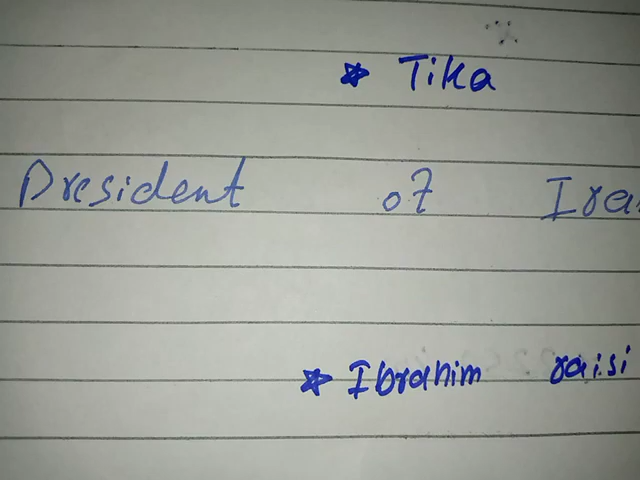 * Tika
President of Ira
* Ibrahim raisi